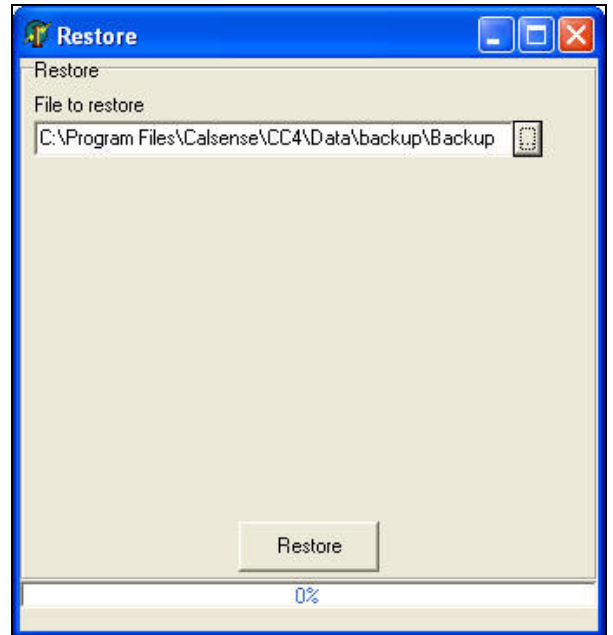 Restore
Restore
File to restore
C:\Program Files\Calsense\CC4\Data\backup\Backup
...
Restore
0%